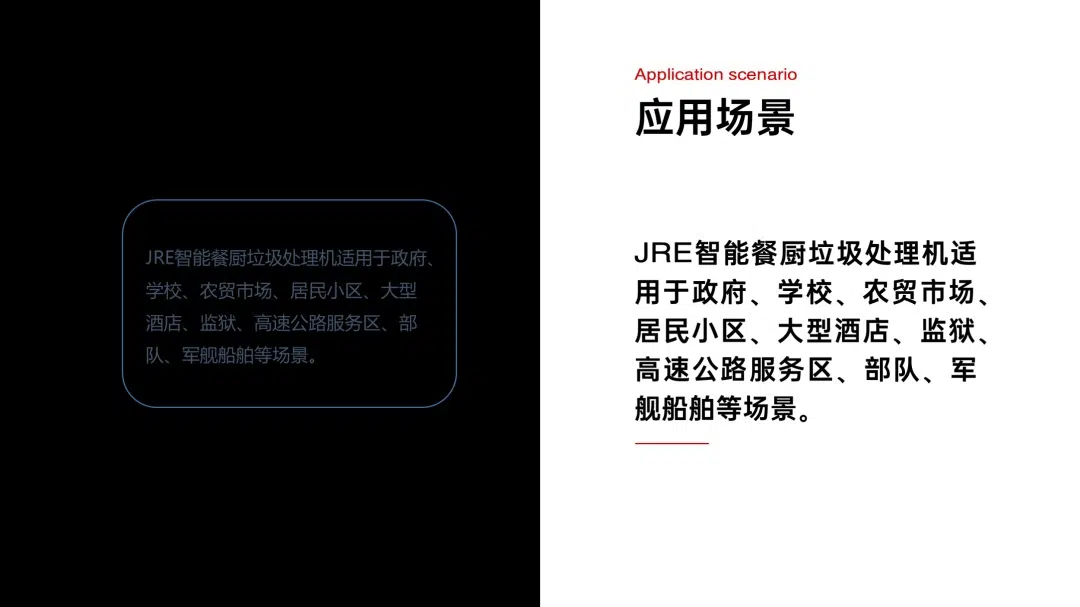 JRE智能餐厨垃圾处理机适用于政府、
学校、农贸市场、居民小区、大型
酒店、监狱、高速公路服务区、部
队、军舰船舶等场景。
Application scenario
应用场景
JRE智能餐厨垃圾处理机适
用于政府、学校、农贸市场、
居民小区、大型酒店、监狱、
高速公路服务区、部队、军
舰船舶等场景。